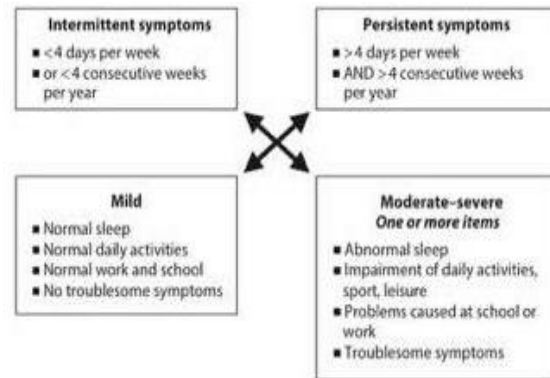 Intermittent symptoms
▪ <4 days per week
▪ or <4 consecutive weeks
per year
Persistent symptoms
▪ >4 days per week
▪ AND >4 consecutive weeks
per year
Mild
▪ Normal sleep
▪ Normal daily activities
▪ Normal work and school
▪ No troublesome symptoms
Moderate–severe
One or more items
▪ Abnormal sleep
▪ Impairment of daily activities,
sport, leisure
▪ Problems caused at school or
work
▪ Troublesome symptoms